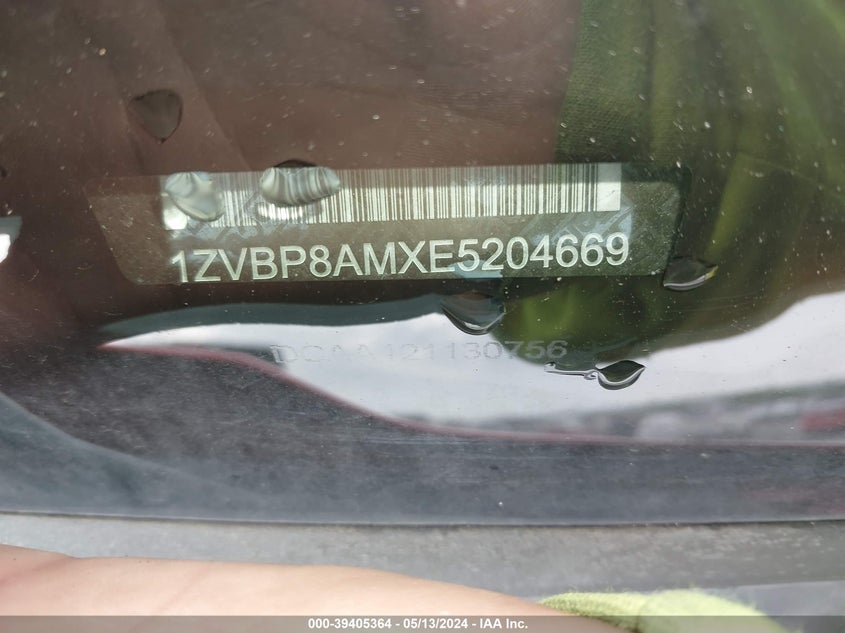 1ZVBP8AMXE5204669
DCAA121130756
000-39405364 - 05/13/2024 - IAA Inc.